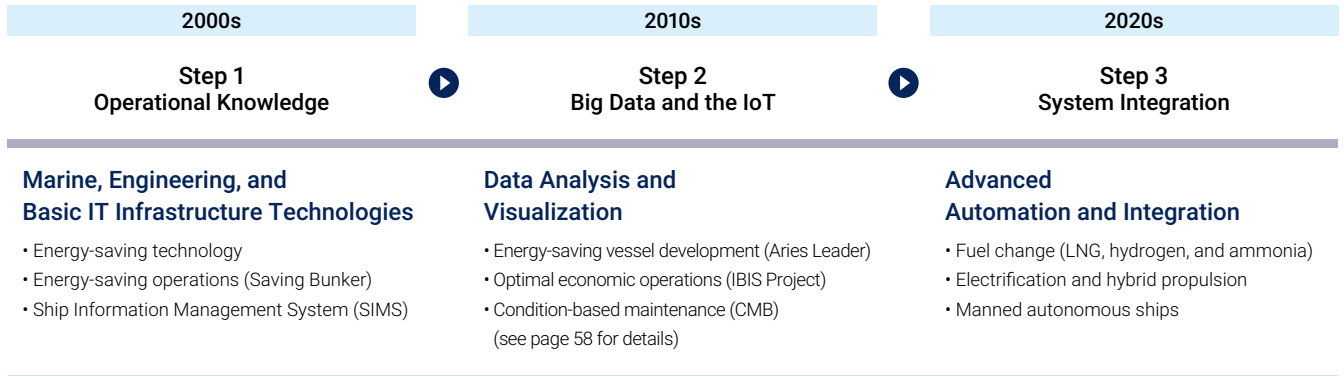 2000s
Step 1
Operational Knowledge
Marine, Engineering, and
Basic IT Infrastructure Technologies
• Energy-saving technology
• Energy-saving operations (Saving Bunker)
• Ship Information Management System (SIMS)
2010s
Step 2
Big Data and the IoT
Data Analysis and
Visualization
• Energy-saving vessel development (Aries Leader)
• Optimal economic operations (IBIS Project)
• Condition-based maintenance (CMB)
(see page 58 for details)
2020s
Step 3
System Integration
Advanced
Automation and Integration
• Fuel change (LNG, hydrogen, and ammonia)
• Electrification and hybrid propulsion
• Manned autonomous ships